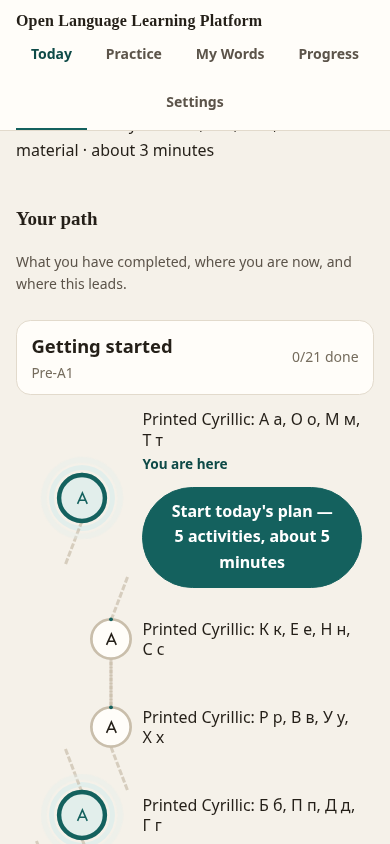 Open Language Learning Platform
Today
Practice
My Words
Progress
Settings
material · about 3 minutes
Your path
What you have completed, where you are now, and
where this leads.
Getting started
0/21 done
Pre-A1
Printed Cyrillic: А а, О о, М м,
Т т
You are here
A
Start today's plan —
5 activities, about 5
minutes
A
Printed Cyrillic: К к, Е е, Н н,
С с
A
Printed Cyrillic: Р р, В в, У у,
Х х
A
Printed Cyrillic: Б б, П п, Д д,
Г г